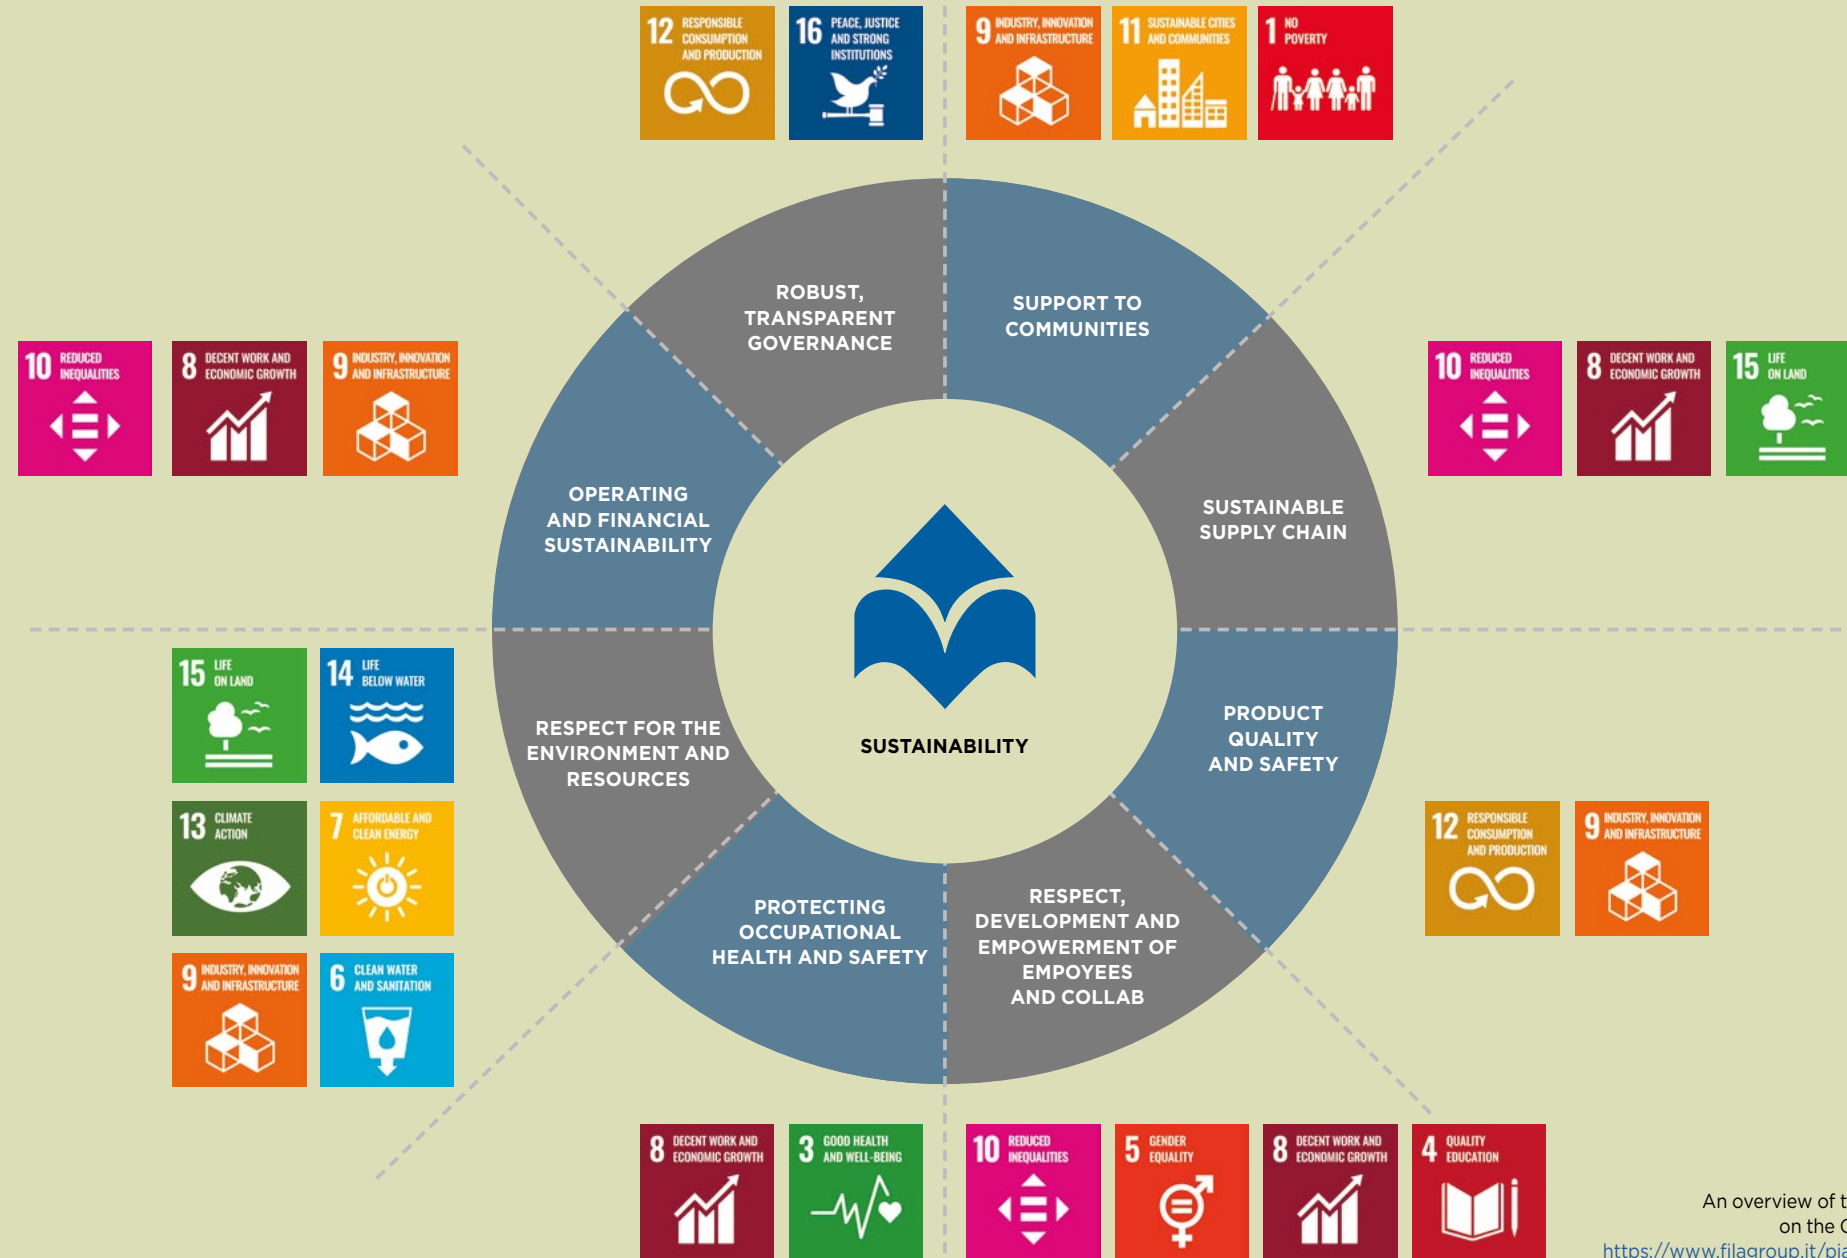 12 RESPONSIBLE
CONSUMPTION
AND PRODUCTION
16 PEACE, JUSTICE
AND STRONG
INSTITUTIONS
9 INDUSTRY, INNOVATION
AND INFRASTRUCTURE
11 SUSTAINABLE CITIES
AND COMMUNITIES
1 NO
POVERTY
ROBUST,
TRANSPARENT
GOVERNANCE
SUPPORT TO
COMMUNITIES
10 REDUCED
INEQUALITIES
8 DECENT WORK AND
ECONOMIC GROWTH
9 INDUSTRY, INNOVATION
AND INFRASTRUCTURE
10 REDUCED
INEQUALITIES
8 DECENT WORK AND
ECONOMIC GROWTH
15 LIFE
ON LAND
OPERATING
AND FINANCIAL
SUSTAINABILITY
SUSTAINABLE
SUPPLY CHAIN
SUSTAINABILITY
15 LIFE
ON LAND
14 LIFE
BELOW WATER
RESPECT FOR THE
ENVIRONMENT AND
RESOURCES
PRODUCT
QUALITY
AND SAFETY
13 CLIMATE
ACTION
7 AFFORDABLE AND
CLEAN ENERGY
12 RESPONSIBLE
CONSUMPTION
AND PRODUCTION
9 INDUSTRY, INNOVATION
AND INFRASTRUCTURE
PROTECTING
OCCUPATIONAL
HEALTH AND SAFETY
RESPECT,
DEVELOPMENT AND
EMPOWERMENT OF
EMPOYEES
AND COLLAB
9 INDUSTRY, INNOVATION
AND INFRASTRUCTURE
6 CLEAN WATER
AND SANITATION
8 DECENT WORK AND
ECONOMIC GROWTH
3 GOOD HEALTH
AND WELL-BEING
10 REDUCED
INEQUALITIES
5 GENDER
EQUALITY
8 DECENT WORK AND
ECONOMIC GROWTH
4 QUALITY
EDUCATION
An overview of t
on the
https://www.filagroup.it/pi